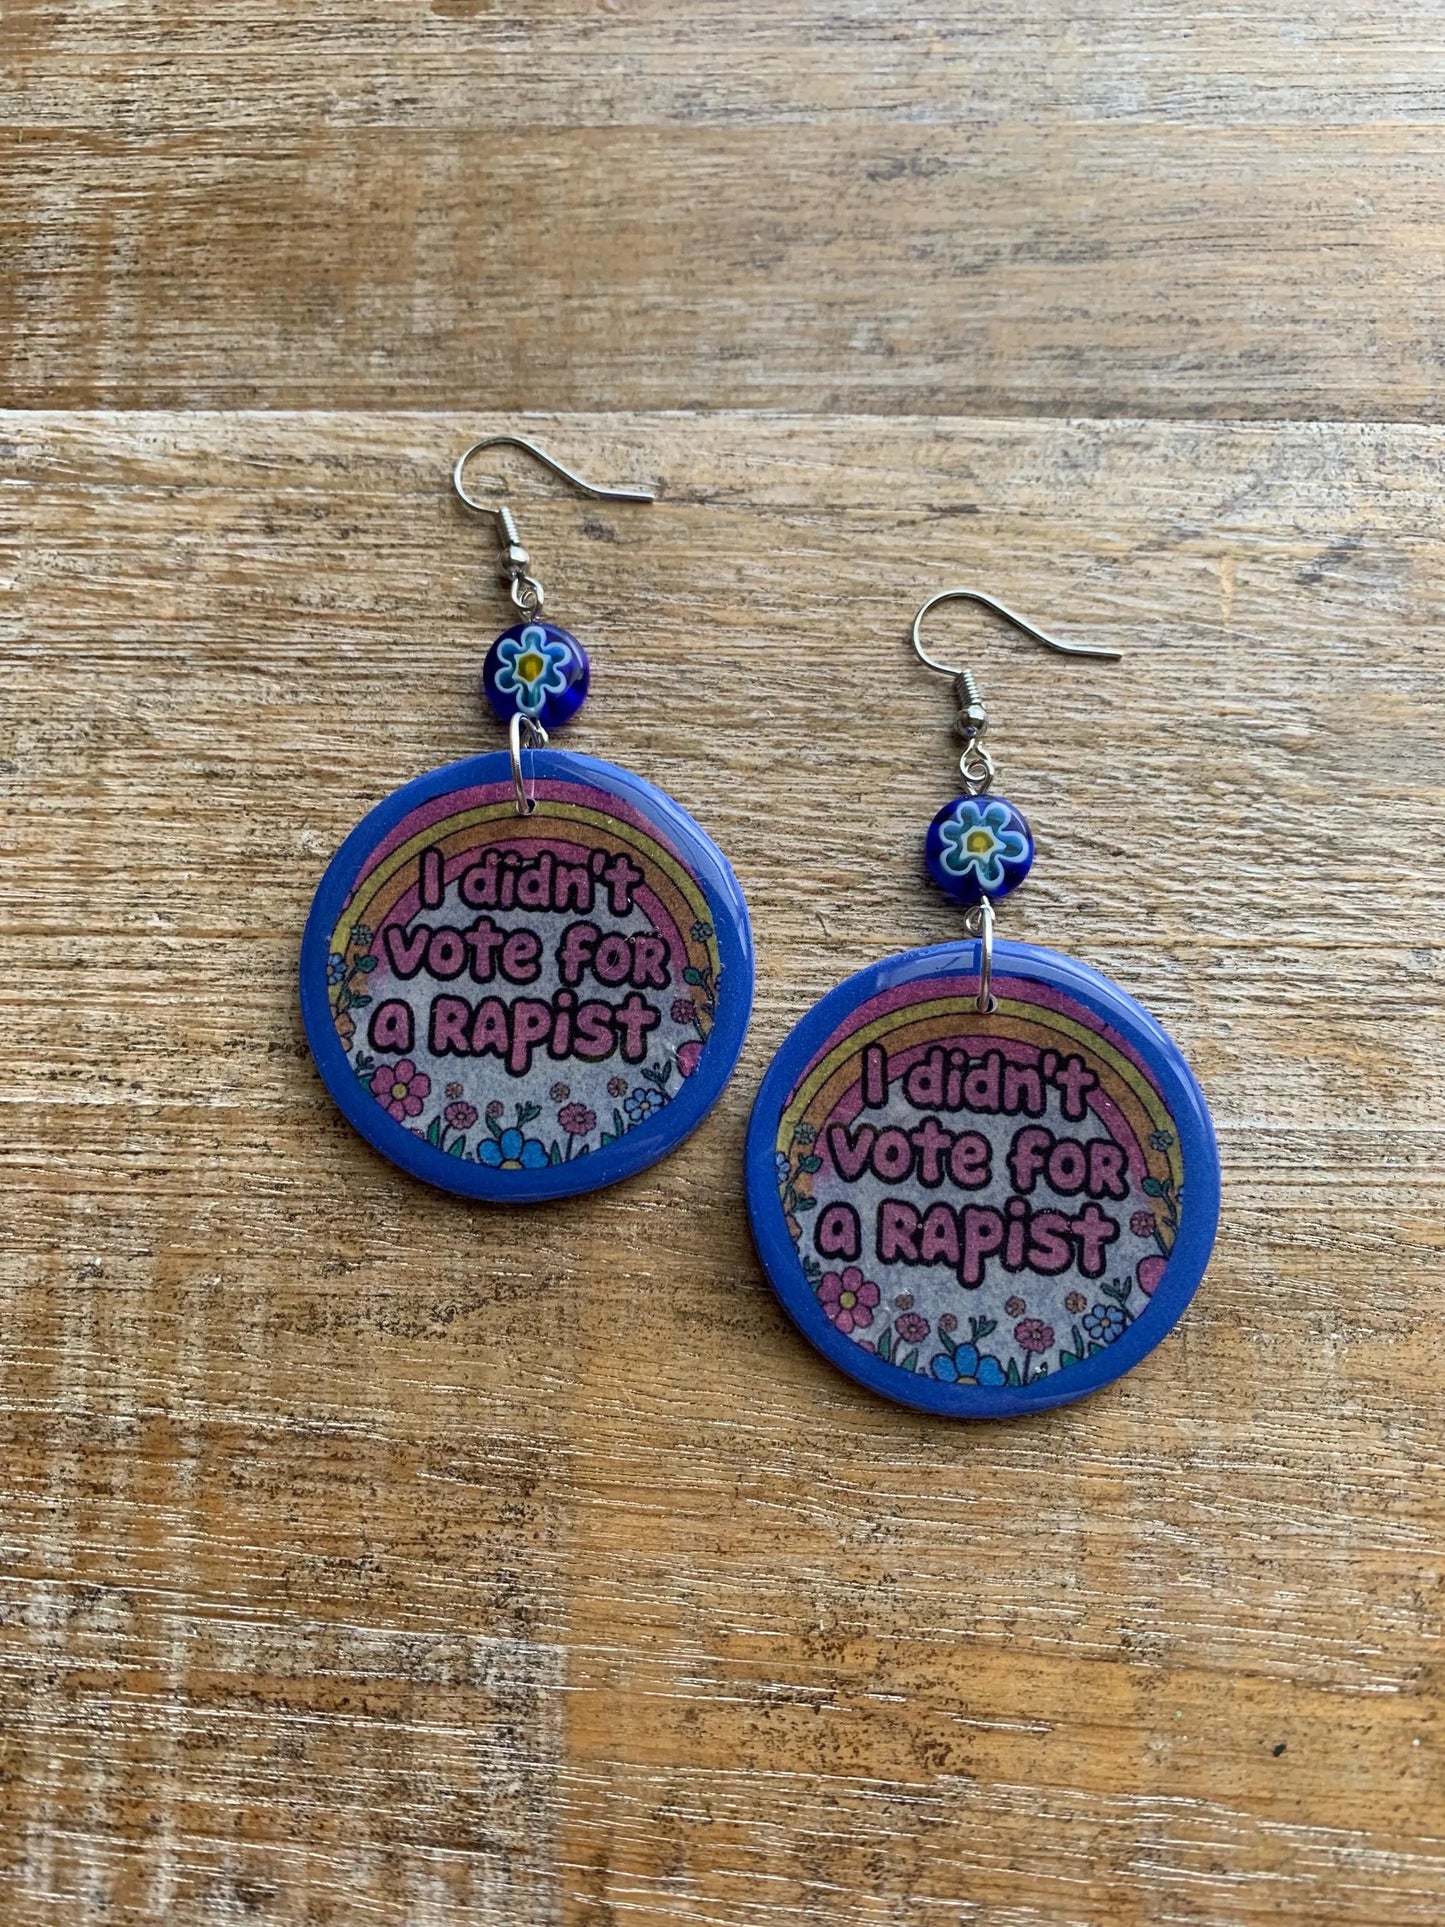 I didn't
vote for
a rapist
I didn't
vote for
a rapist